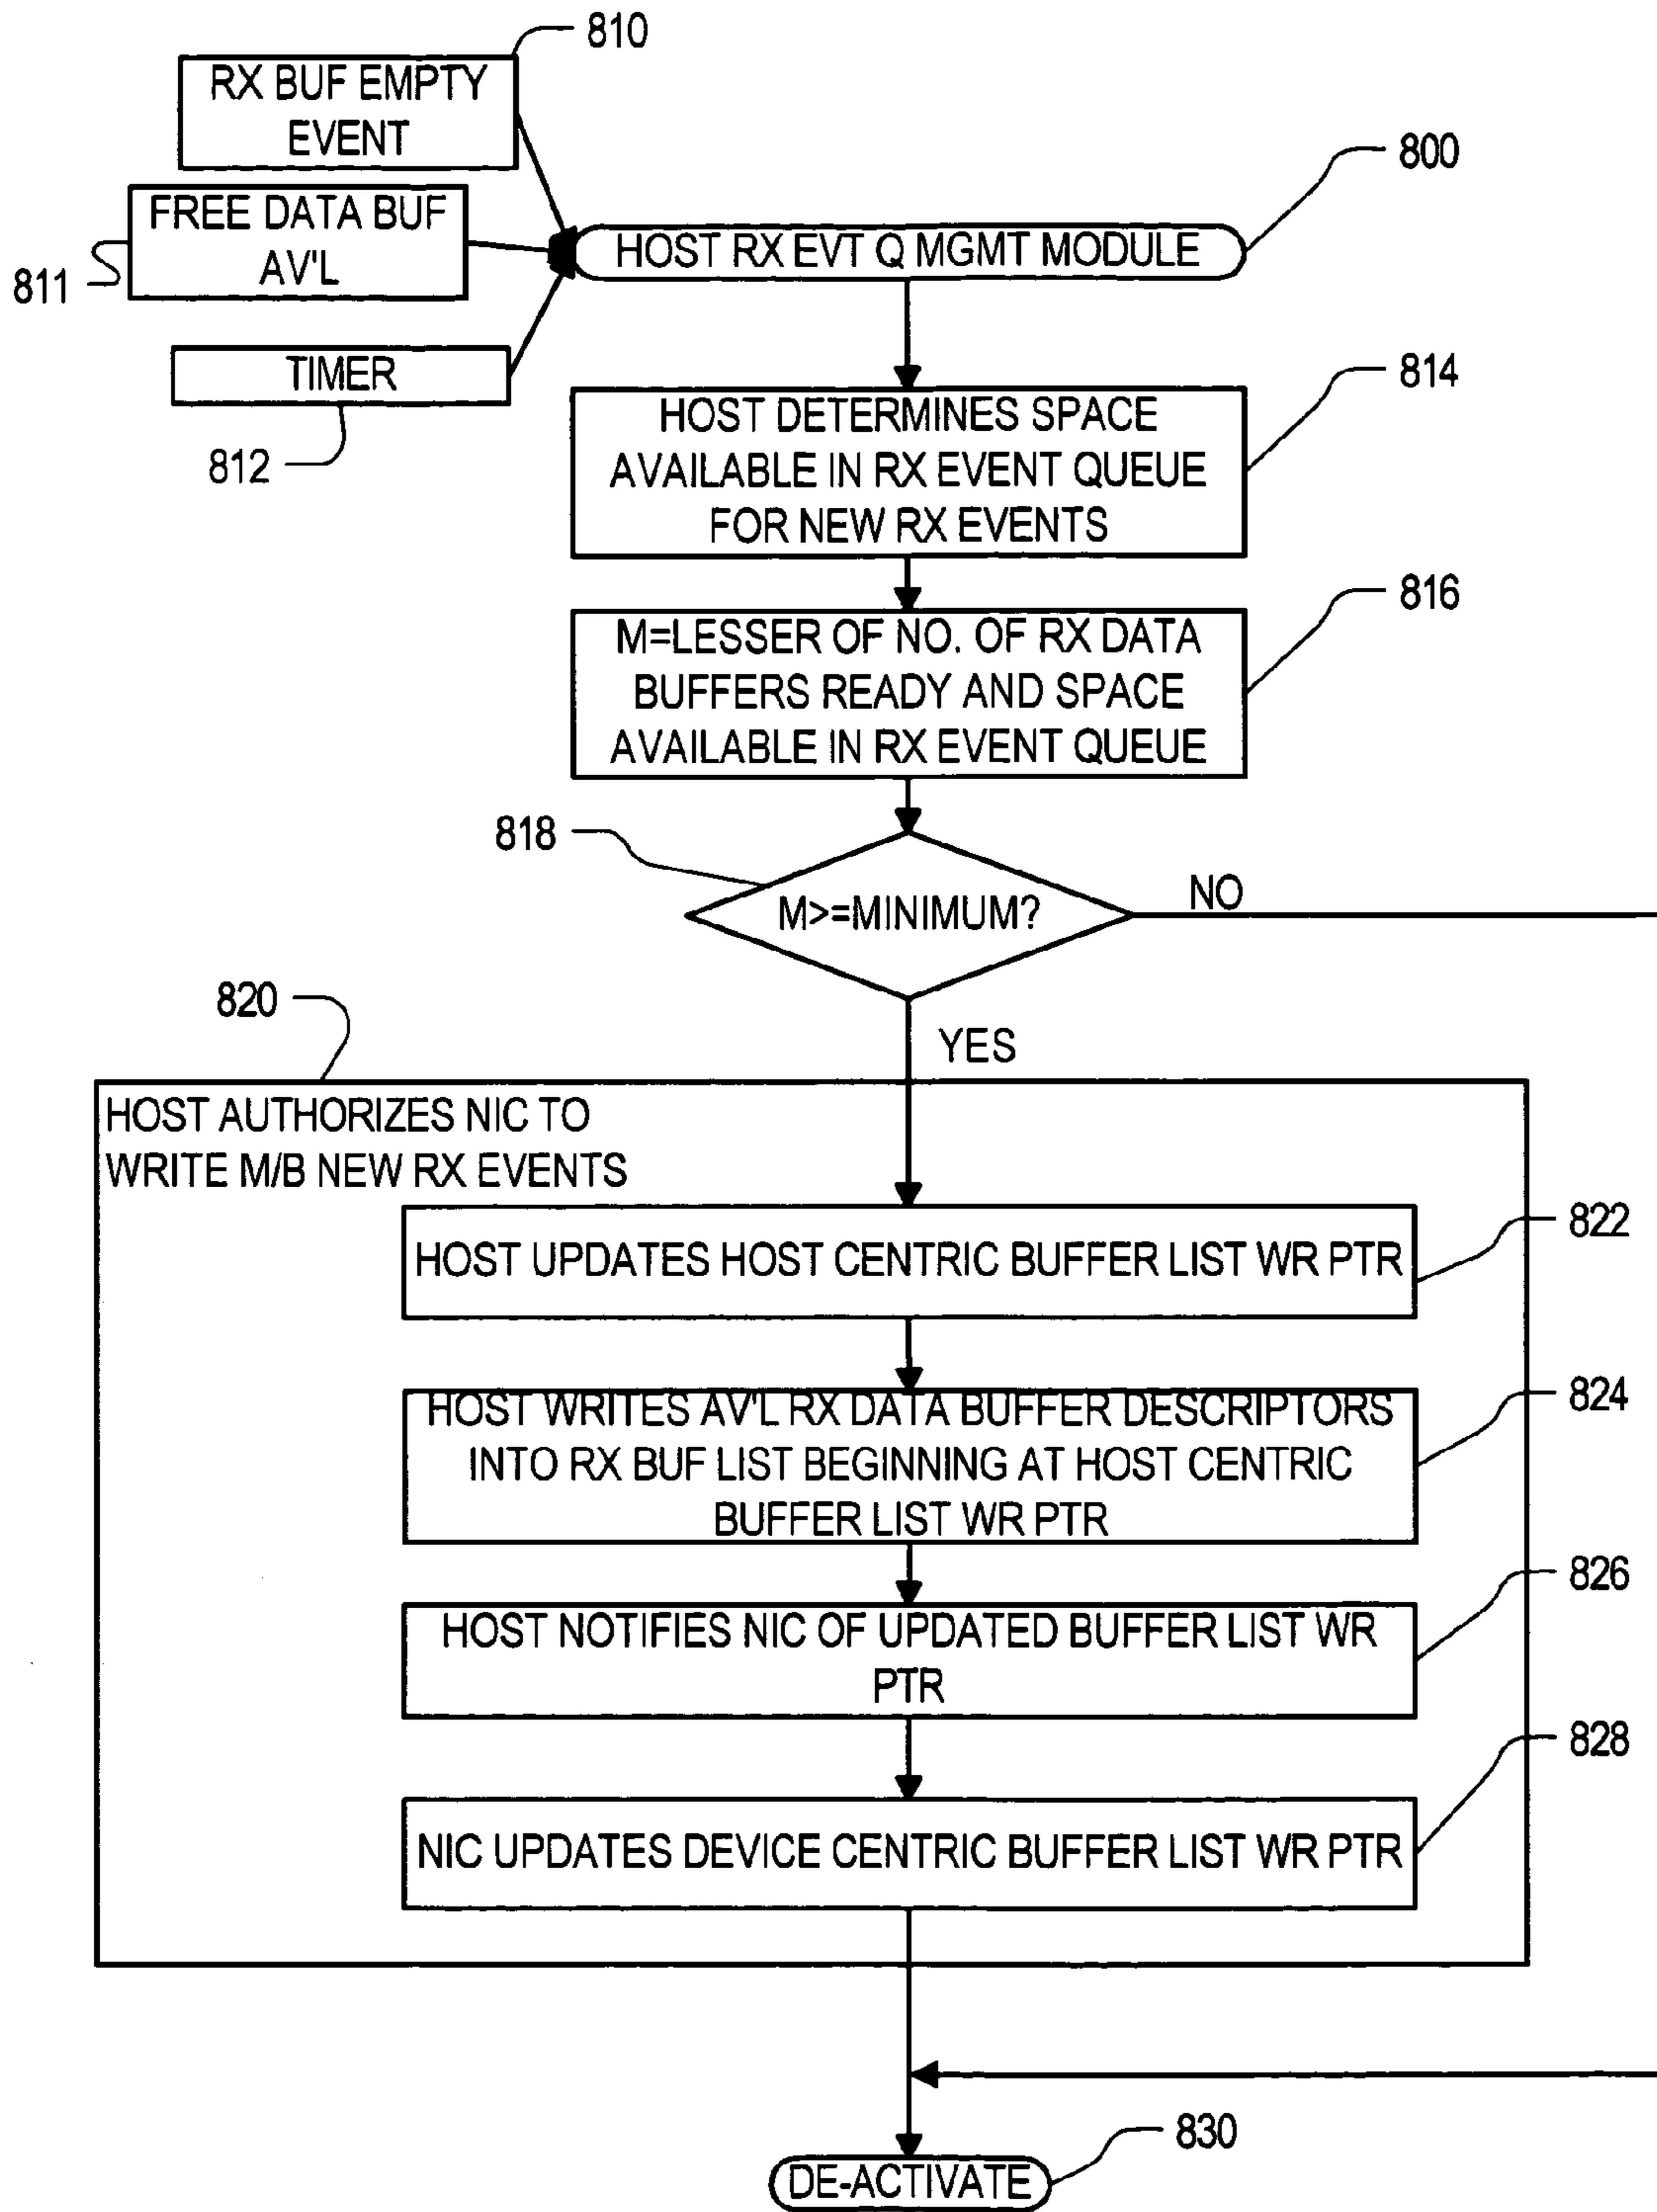 810
RX BUF EMPTY
EVENT
800
FREE DATA BUF
AV'L
811
HOST RX EVT Q MGMT MODULE
TIMER
812
814
HOST DETERMINES SPACE
AVAILABLE IN RX EVENT QUEUE
FOR NEW RX EVENTS
816
M=LESSER OF NO. OF RX DATA
BUFFERS READY AND SPACE
AVAILABLE IN RX EVENT QUEUE
818
M>=MINIMUM?
NO
820
YES
HOST AUTHORIZES NIC TO
WRITE M/B NEW RX EVENTS
822
HOST UPDATES HOST CENTRIC BUFFER LIST WR PTR
824
HOST WRITES AV'L RX DATA BUFFER DESCRIPTORS
INTO RX BUF LIST BEGINNING AT HOST CENTRIC
BUFFER LIST WR PTR
826
HOST NOTIFIES NIC OF UPDATED BUFFER LIST WR
PTR
828
NIC UPDATES DEVICE CENTRIC BUFFER LIST WR PTR
830
DE-ACTIVATE